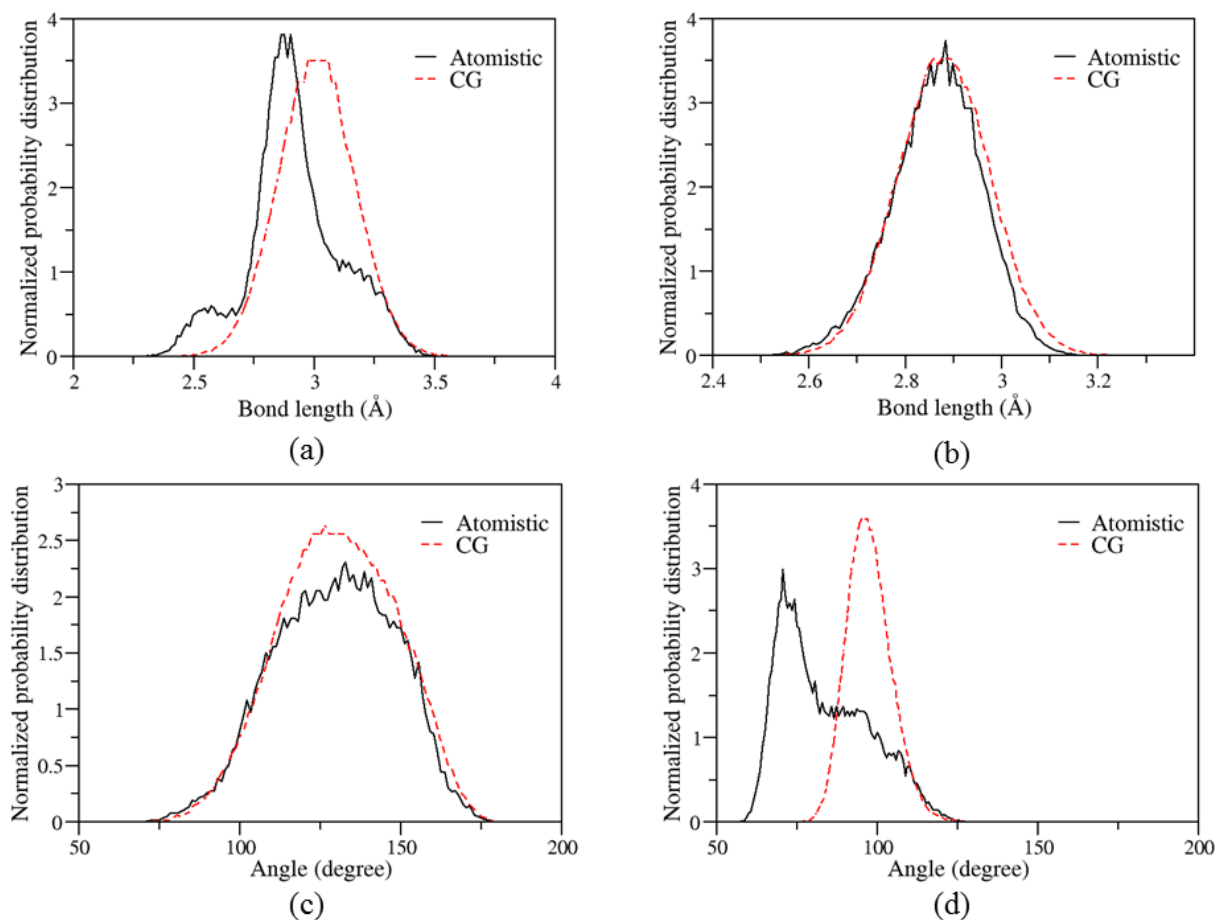 Normalized probability distribution
4
3
2
1
0
2
2.5
3
3.5
4
Bond length (Å)
Atomistic
CG
(a)
Normalized probability distribution
4
3
2
1
0
2.4
2.6
2.8
3
3.2
Bond length (Å)
Atomistic
CG
(b)
Normalized probability distribution
3
2.5
2
1.5
1
0.5
0
50
100
150
200
Angle (degree)
Atomistic
CG
(c)
Normalized probability distribution
4
3
2
1
0
50
100
150
200
Angle (degree)
Atomistic
CG
(d)